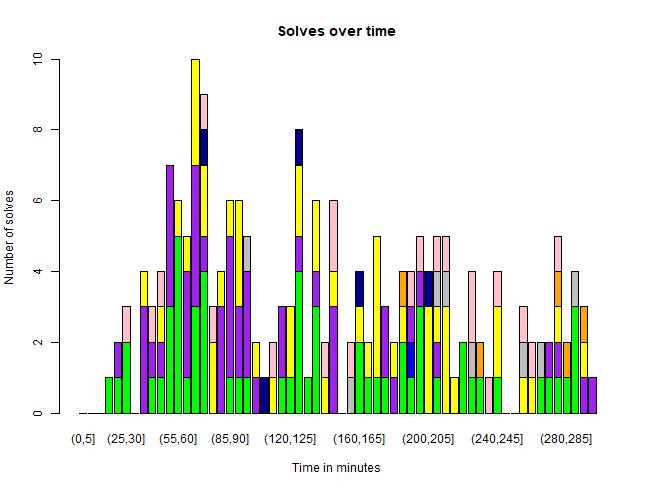 Solves over time
Number of solves
10
8
6
4
2
0
(0,5] (25,30] (55,60] (85,90] (120,125] (160,165] (200,205] (240,245] (280,285]
Time in minutes